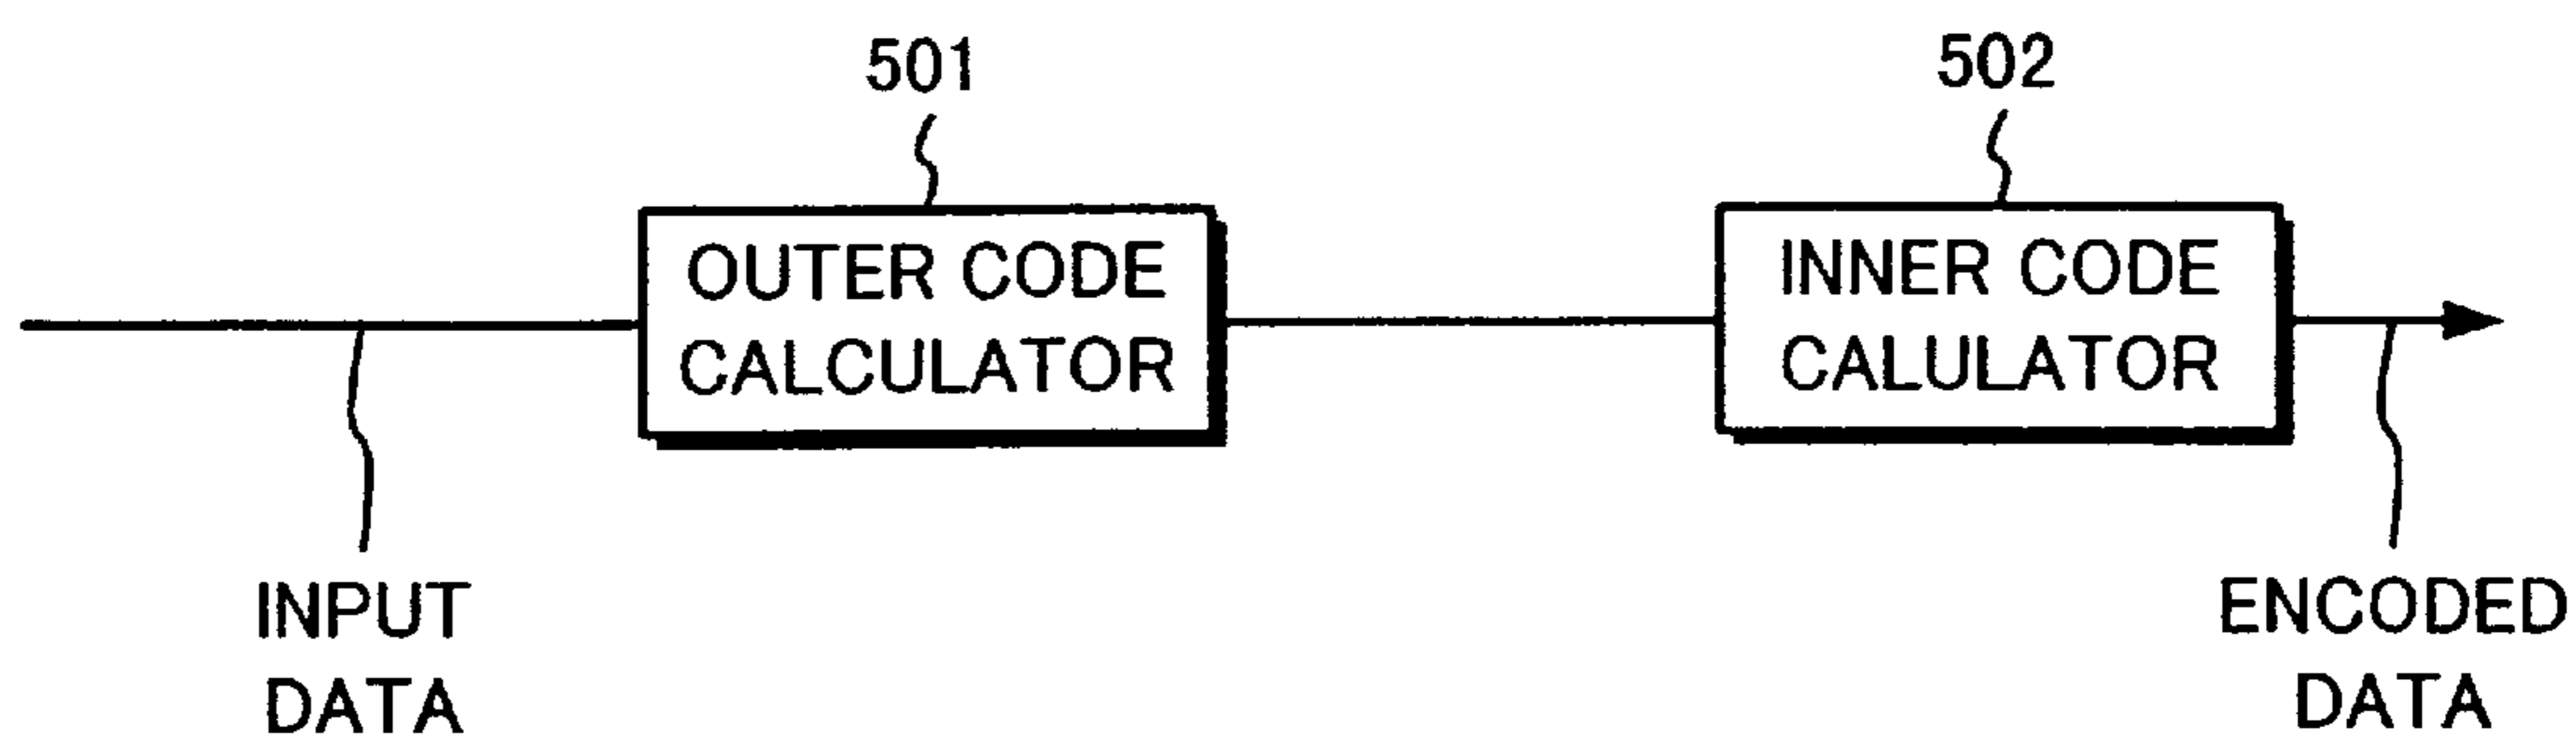 501
502
OUTER CODE
CALCULATOR
INNER CODE
CALULATOR
INPUT
DATA
ENCODED
DATA